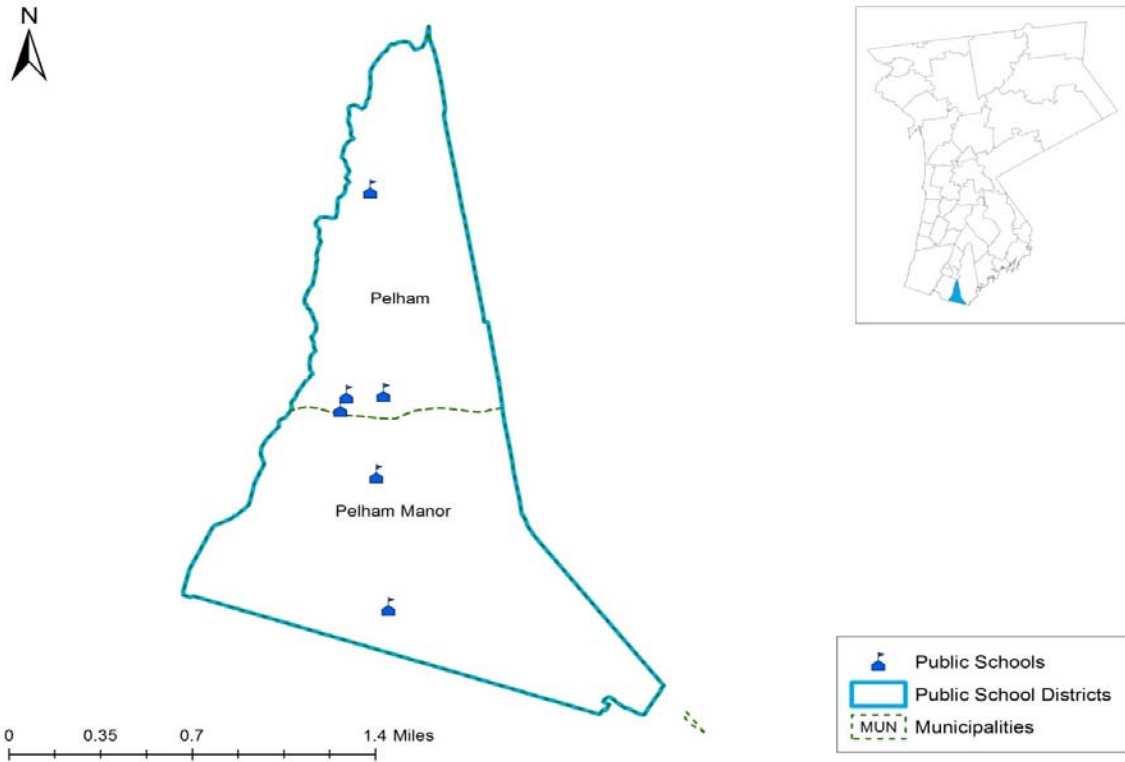 N
Pelham
Pelham Manor
0 0.35 0.7 1.4 Miles
Public Schools
Public School Districts
MUN Municipalities